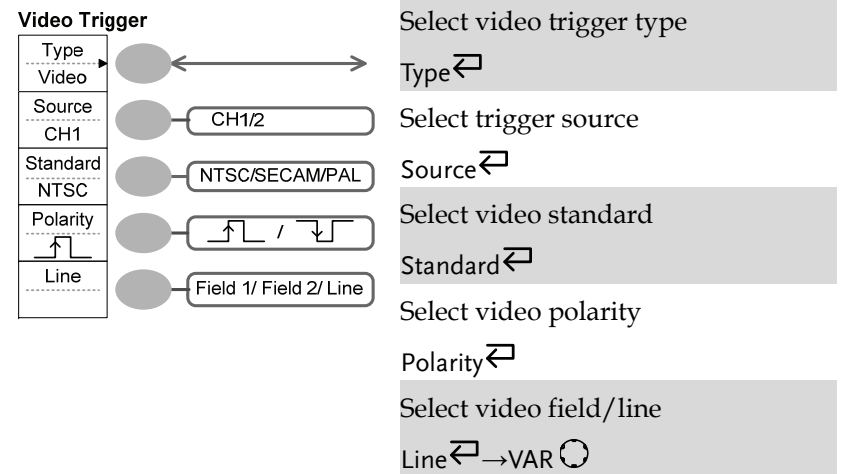 Video Trigger
Type
Video
Source
CH1
CH1/2
Standard
NTSC
NTSC/SECAM/PAL
Polarity
/
Line
Field 1/ Field 2/ Line
Select video trigger type
Type
Select trigger source
Source
Select video standard
Standard
Select video polarity
Polarity
Select video field/line
Line→VAR